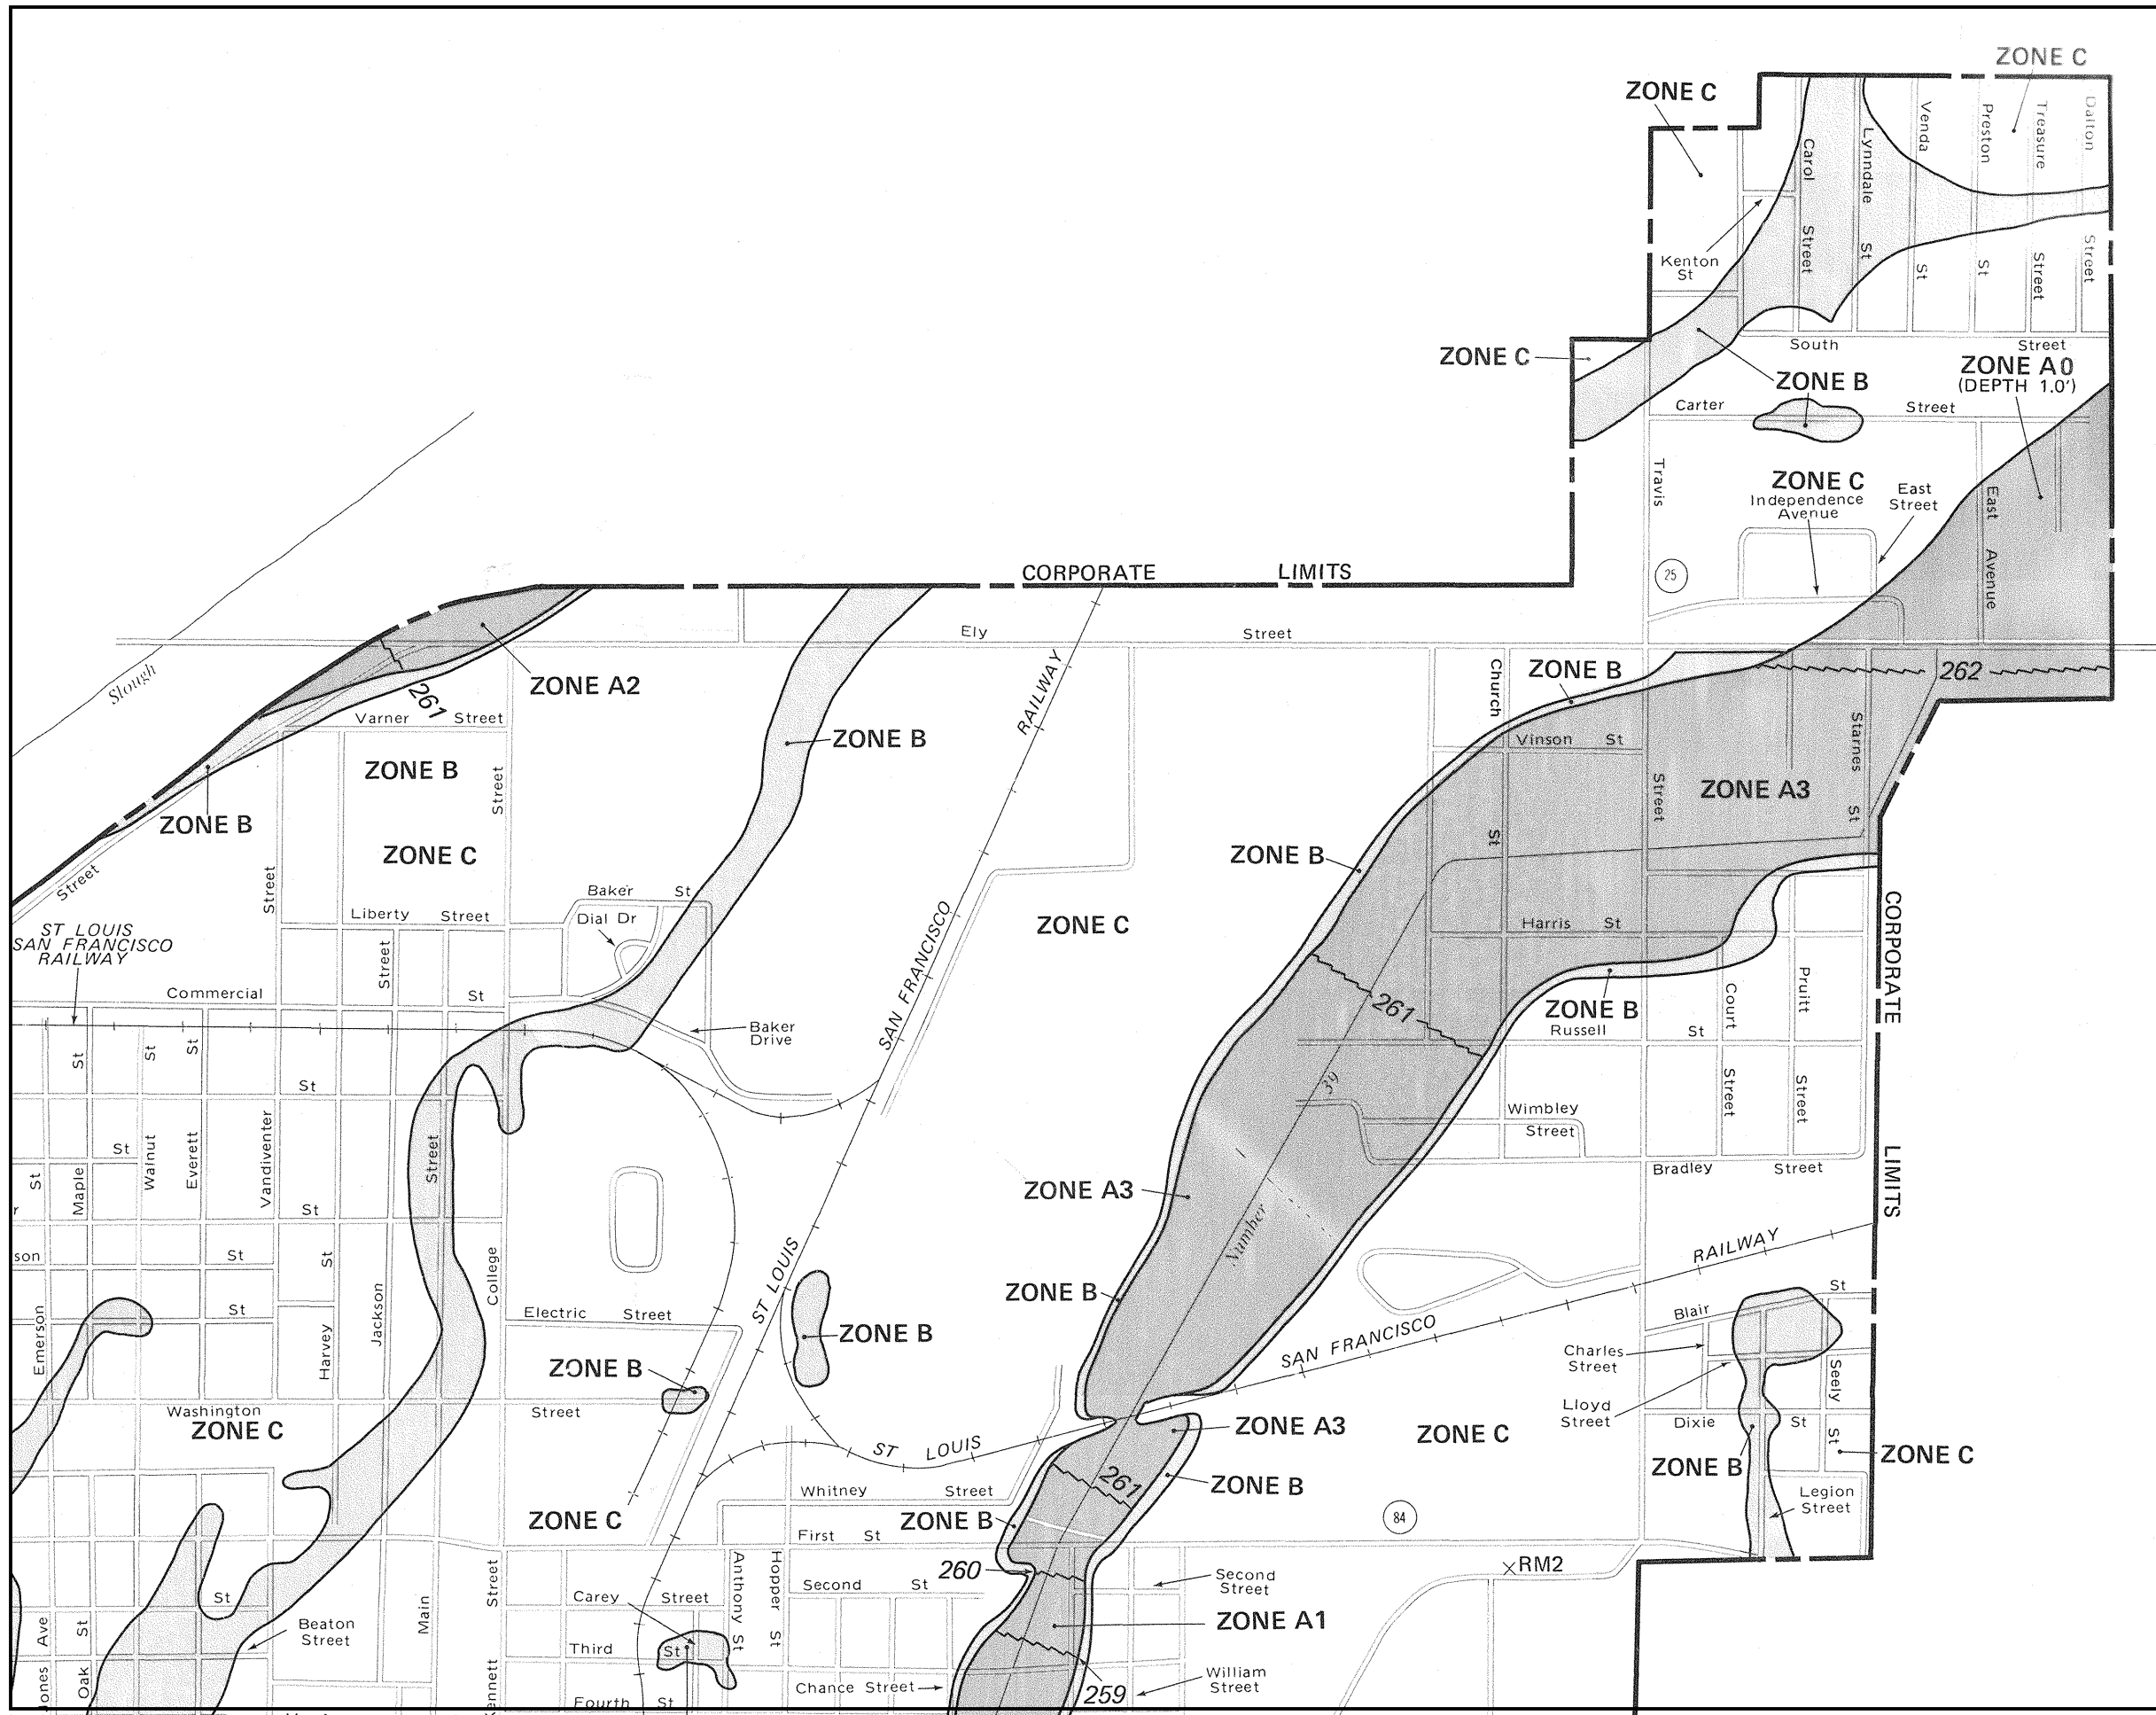 ZONE C
ZONE C
Carol
Street
Lynndale
St
Venda
St
Preston
St
Treasure
Street
Dalton
Street
Kenton
St
ZONE C
South
Street
ZONE B
ZONE A0
(DEPTH 1.0')
Carter
Street
Travis
ZONE C
Independence
Avenue
East
Street
East
Avenue
25
CORPORATE
LIMITS
Ely
Street
Slough
261
ZONE A2
Varner
Street
ZONE B
ZONE B
ZONE B
ZONE C
Street
Street
Street
Baker
St
Dial Dr
Liberty
Street
ST LOUIS
SAN FRANCISCO
RAILWAY
Street
Commercial
St
Baker
Drive
RAILWAY
SAN FRANCISCO
ST LOUIS
ZONE C
Church
St
ZONE B
262
Vinson
St
Street
Starnes
St
ZONE A3
ZONE B
Harris
St
261
ZONE B
Russell
St
Court
Street
Pruitt
Street
CORPORATE
LIMITS
39
Number
Wimbley
Street
Bradley
Street
ZONE A3
ZONE B
St
St
St
St
St
St
Maple
Walnut
Everett
Vandiventer
Street
St
r
son
St
St
St
Emerson
Harvey
Jackson
College
Electric
Street
ZONE B
ZONE B
Washington
Street
ZONE C
ST
LOUIS
SAN FRANCISCO
RAILWAY
Blair
St
Charles
Street
Lloyd
Street
Seely
St
Dixie
St
ZONE B
ZONE C
Legion
Street
ZONE A3
ZONE C
261
ZONE B
ZONE B
Whitney
Street
First
St
ZONE C
84
RM2
260
Second
St
Second
Street
Anthony St
Hopper
St
Carey
Street
Third
St
Fourth
St
Street
Main
Kennett
St
Beaton
Street
Jones Ave
Oak
St
ZONE A1
259
William
Street
Chance Street